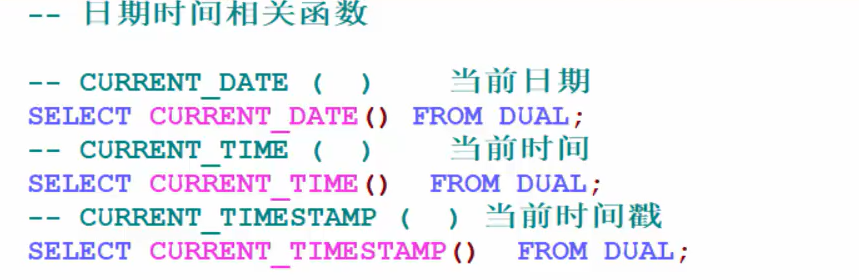 -- 日期时间相关函数
-- CURRENT_DATE (  )    当前日期
SELECT CURRENT_DATE() FROM DUAL;
-- CURRENT_TIME (  )    当前时间
SELECT CURRENT_TIME()  FROM DUAL;
-- CURRENT_TIMESTAMP (  ) 当前时间戳
SELECT CURRENT_TIMESTAMP()  FROM DUAL;